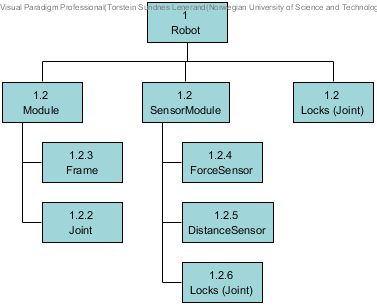 Visual Paradigm Professional(Torstein Sundnes Lenerand(Norwegian University of Science and Technolog
1
Robot
1.2
Module
1.2
SensorModule
1.2
Locks (Joint)
1.2.3
Frame
1.2.4
ForceSensor
1.2.2
Joint
1.2.5
DistanceSensor
1.2.6
Locks (Joint)